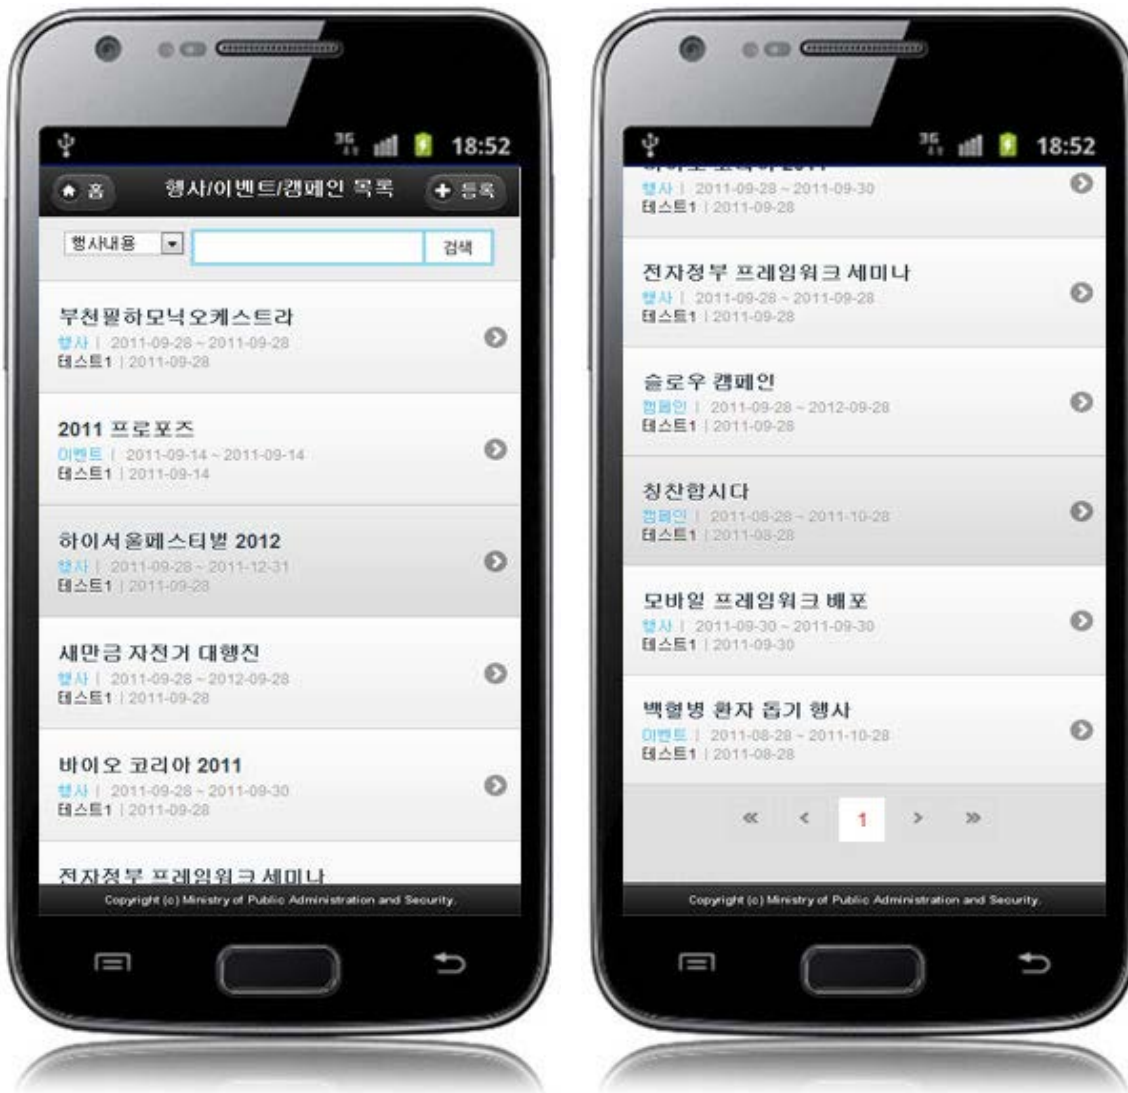 3G
18:52
홈
행사/이벤트/캠페인 목록
등록
행사내용
검색
부천필하모닉오케스트라
행사 | 2011-09-28 ~ 2011-09-28
테스트1 | 2011-09-28
2011 프로포즈
이벤트 | 2011-09-14 ~ 2011-09-14
테스트1 | 2011-09-14
하이서울페스티벌 2012
행사 | 2011-09-28 ~ 2011-12-31
테스트1 | 2011-09-28
새만금 자전거 대행진
행사 | 2011-09-28 ~ 2012-09-28
테스트1 | 2011-09-28
바이오 코리아 2011
행사 | 2011-09-28 ~ 2011-09-30
테스트1 | 2011-09-28
전자정부 프레임워크 세미나
Copyright (c) Ministry of Public Administration and Security.
3G
18:52
바이오 코리아 2011
행사 | 2011-09-28 ~ 2011-09-30
테스트1 | 2011-09-28
전자정부 프레임워크 세미나
행사 | 2011-09-28 ~ 2011-09-28
테스트1 | 2011-09-28
슬로우 캠페인
캠페인 | 2011-09-28 ~ 2012-09-28
테스트1 | 2011-09-28
칭찬합시다
캠페인 | 2011-08-28 ~ 2011-10-28
테스트1 | 2011-08-28
모바일 프레임워크 배포
행사 | 2011-09-30 ~ 2011-09-30
테스트1 | 2011-09-30
백혈병 환자 돕기 행사
이벤트 | 2011-08-28 ~ 2011-10-28
테스트1 | 2011-08-28
« < 1 > »
Copyright (c) Ministry of Public Administration and Security.